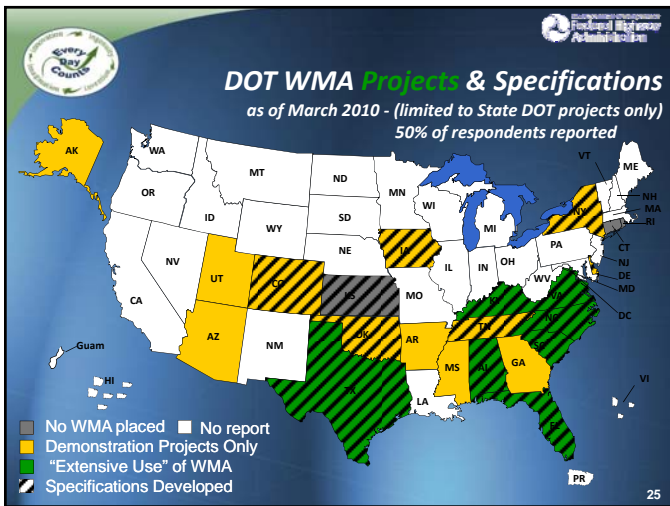 Every
Day
Counts
Federal Highway
Administration
DOT WMA Projects & Specifications
as of March 2010 - (limited to State DOT projects only)
50% of respondents reported
AK
WA
MT
ND
MN
VT
ME
OR
ID
SD
WI
NY
NH
MA
RI
WY
MI
CT
NE
IA
PA
NJ
NV
UT
CO
IL
IN
OH
DE
WV
MD
CA
KS
MO
KY
VA
DC
AZ
NM
OK
AR
TN
NC
SC
Guam
TX
MS
AL
GA
VI
HI
LA
FL
PR
No WMA placed
No report
Demonstration Projects Only
"Extensive Use" of WMA
Specifications Developed
25